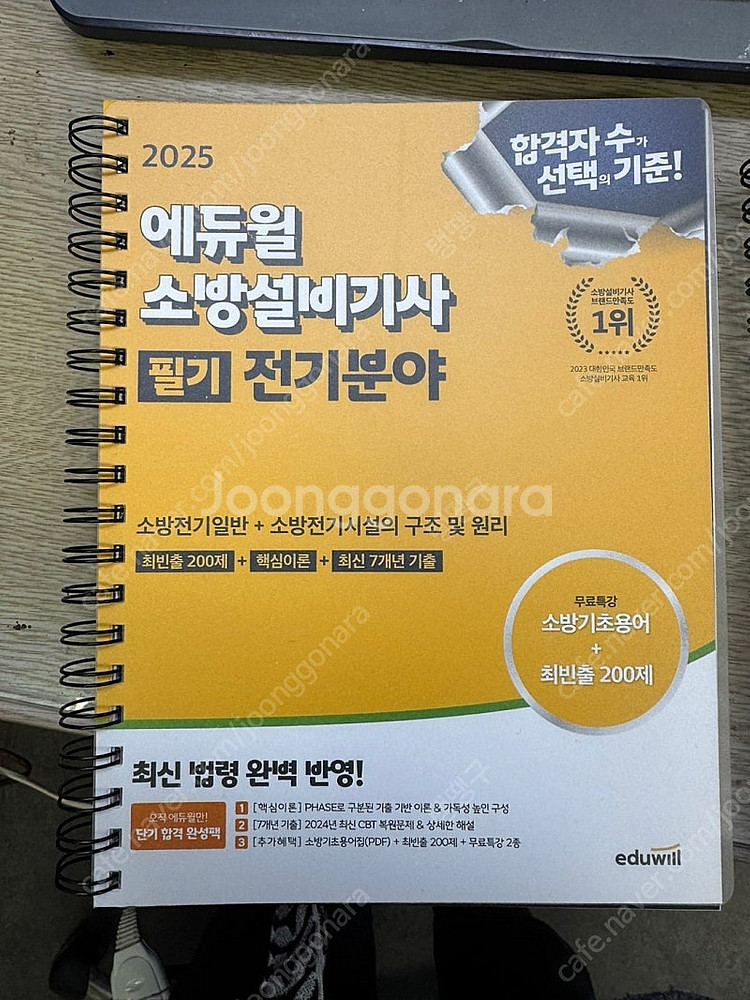 2025
합격자 수가
선택의 기준!
에듀윌
소방설비기사
필기 전기분야
소방설비기사
브랜드만족도
1위
2023 대한민국 브랜드만족도
소방설비기사 교육 1위
Joonggonara
소방전기일반 + 소방전기시설의 구조 및 원리
최빈출 200제 + 핵심이론 + 최신 7개년 기출
무료특강
소방기초용어
+
최빈출 200제
최신 법령 완벽 반영!
오직 에듀윌만!
단기 합격 완성팩
1 [핵심이론] PHASE로 구분된 기출 기반 이론 & 가독성 높인 구성
2 [7개년 기출] 2024년 최신 CBT 복원문제 & 상세한 해설
3 [추가혜택] 소방기초용어집(PDF) + 최빈출 200제 + 무료특강 2종
eduwill
cafe.naver.com/joonggonara